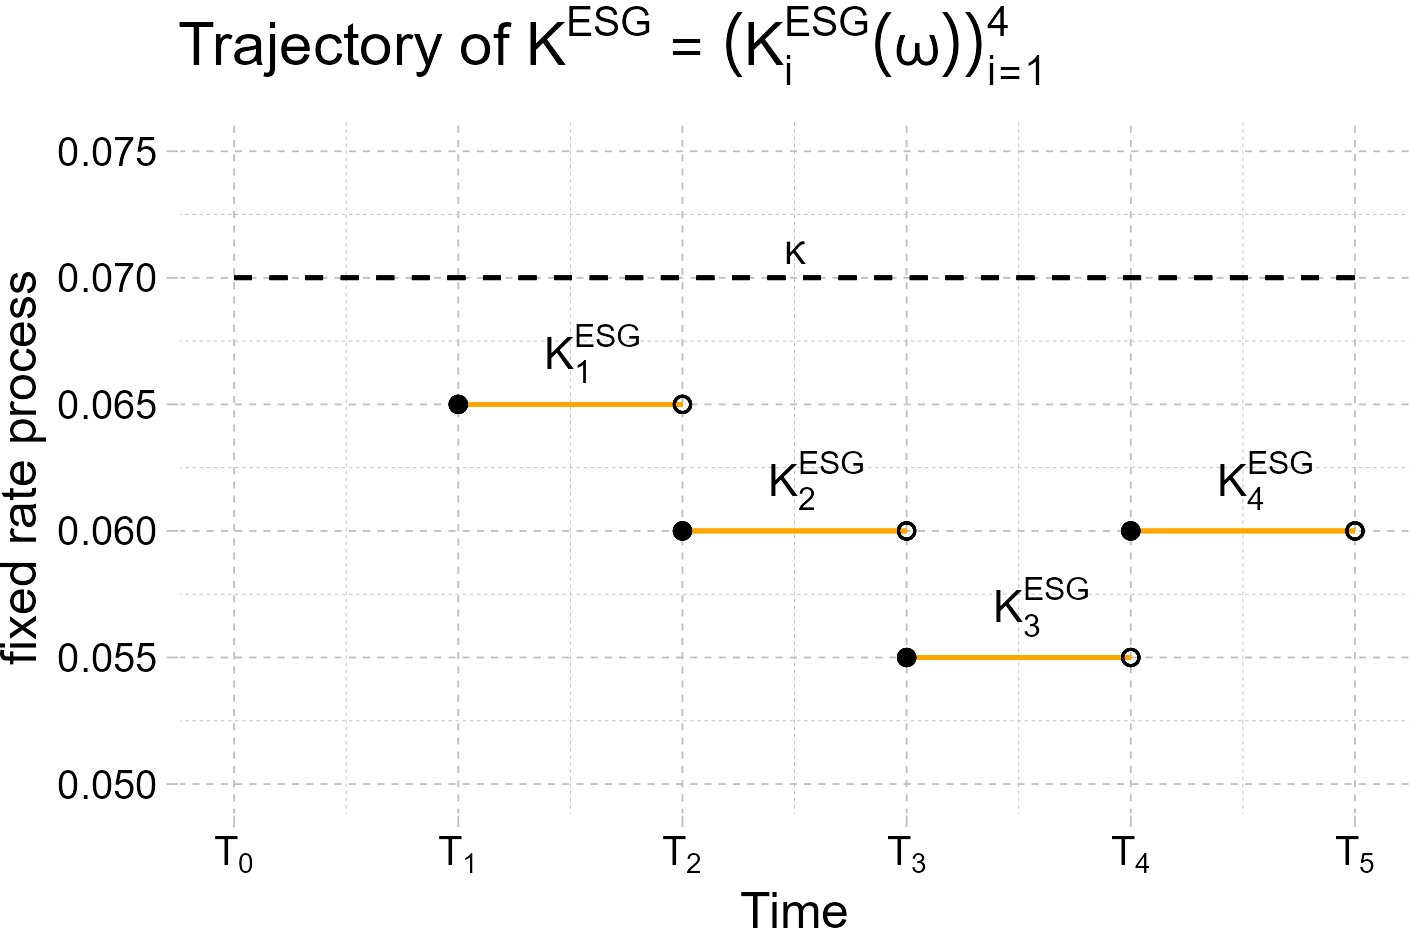 Trajectory of K^ESG = (K_i^ESG(ω))_{i=1}^4
fixed rate process
0.075
0.070
0.065
0.060
0.055
0.050
K
K_1^ESG
K_2^ESG
K_3^ESG
K_4^ESG
T_0 T_1 T_2 T_3 T_4 T_5
Time